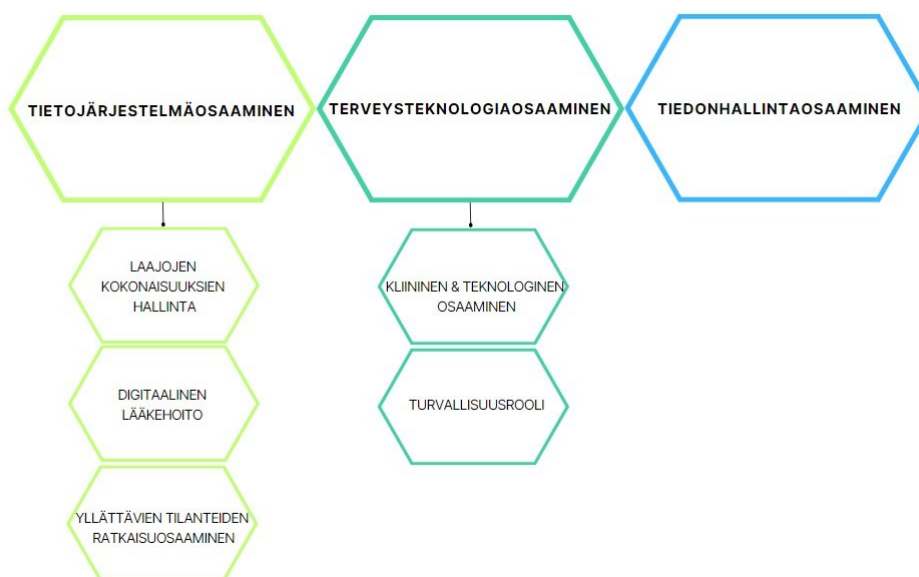 TIETOJÄRJESTELMÄOSAAMINEN
TERVEYSTEKNOLOGIAOSAAMINEN
TIEDONHALLINTAOSAAMINEN
LAAJOJEN
KOKONAISUUKSIEN
HALLINTA
DIGITAALINEN
LÄÄKEHOITO
YLLÄTTÄVIEN TILANTEIDEN
RATKAISUOSAAMINEN
KLIININEN & TEKNOLOGINEN
OSAAMINEN
TURVALLISUUSROOLI